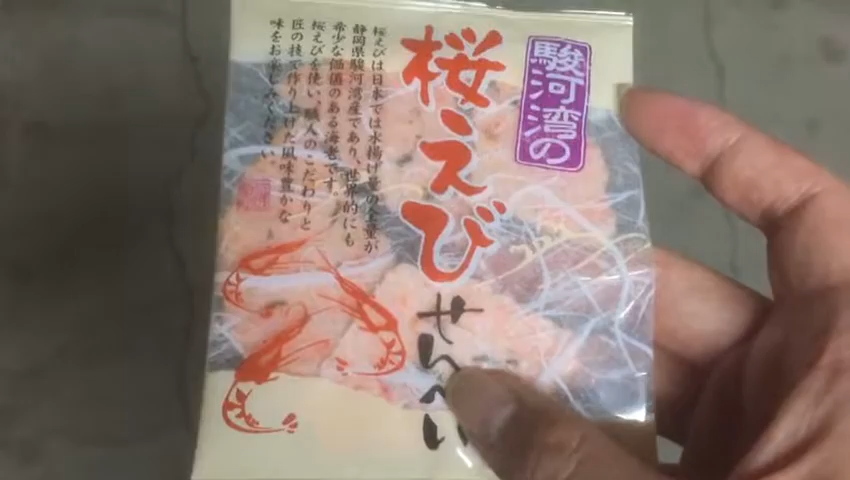 駿河湾の
桜えび
せんべい
桜えびは日本では水揚げ量の全量が
静岡県駿河湾産であり、世界的にも
希少な価値のある海老です。
桜えびを使い、職人のこだわりと
匠の技で作り上げた風味豊かな
味をお楽しみください。